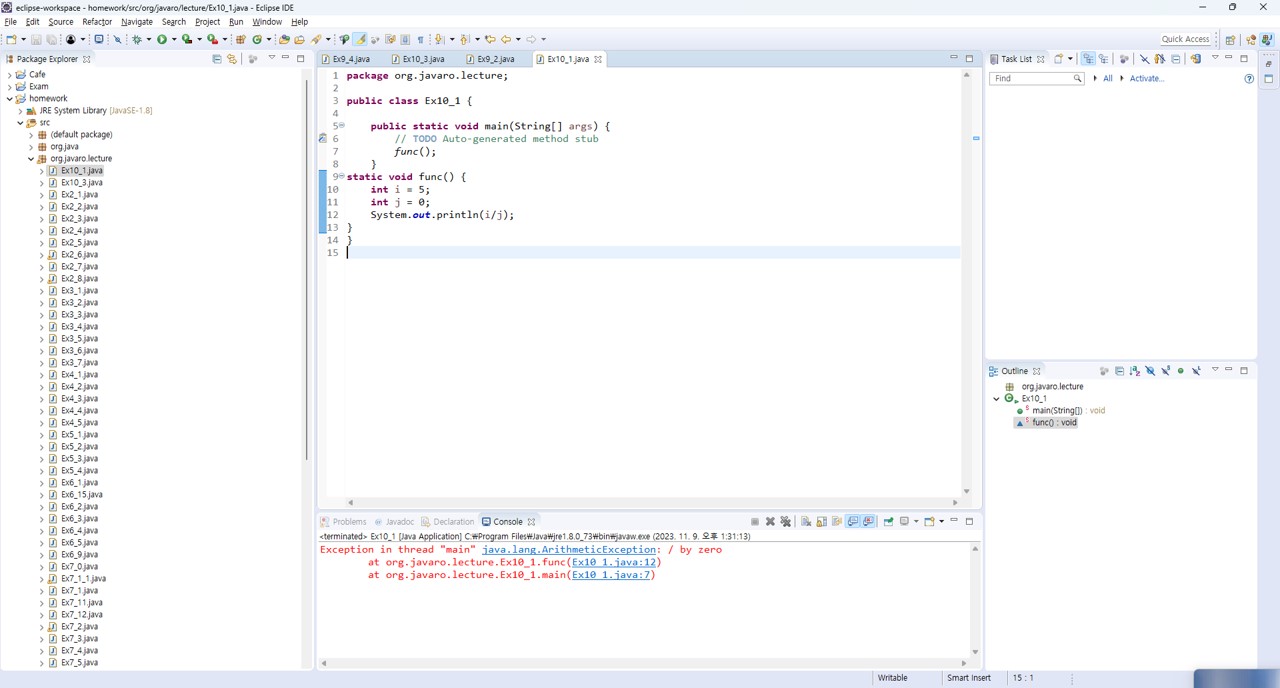 eclipse-workspace - homework/src/org/javaro/lecture/Ex10_1.java - Eclipse IDE
File Edit Source Refactor Navigate Search Project Run Window Help
Quick Access
Package Explorer
Cafe
Exam
homework
JRE System Library [JavaSE-1.8]
src
(default package)
org.java
org.javaro.lecture
Ex10_1.java
Ex10_3.java
Ex2_1.java
Ex2_2.java
Ex2_3.java
Ex2_4.java
Ex2_5.java
Ex2_6.java
Ex2_7.java
Ex2_8.java
Ex3_1.java
Ex3_2.java
Ex3_3.java
Ex3_4.java
Ex3_5.java
Ex3_6.java
Ex3_7.java
Ex4_1.java
Ex4_2.java
Ex4_3.java
Ex4_4.java
Ex4_5.java
Ex5_1.java
Ex5_2.java
Ex5_3.java
Ex5_4.java
Ex6_1.java
Ex6_15.java
Ex6_2.java
Ex6_3.java
Ex6_4.java
Ex6_5.java
Ex6_9.java
Ex7_0.java
Ex7_1_1.java
Ex7_1.java
Ex7_11.java
Ex7_12.java
Ex7_2.java
Ex7_3.java
Ex7_4.java
Ex7_5.java
Ex9_4.java Ex10_3.java Ex9_2.java Ex10_1.java
1 package org.javaro.lecture;
2
3 public class Ex10_1 {
4
5 public static void main(String[] args) {
6 // TODO Auto-generated method stub
7 func();
8 }
9 static void func() {
10 int i = 5;
11 int j = 0;
12 System.out.println(i/j);
13 }
14 }
15
Problems Javadoc Declaration Console
<terminated> Ex10_1 [Java Application] C:₩Program Files₩Java₩jre1.8.0_73₩bin₩javaw.exe (2023. 11. 9. 오후 1:31:13)
Exception in thread "main" java.lang.ArithmeticException: / by zero
at org.javaro.lecture.Ex10_1.func(Ex10_1.java:12)
at org.javaro.lecture.Ex10_1.main(Ex10_1.java:7)
Task List
Find All Activate...
Outline
org.javaro.lecture
Ex10_1
main(String[]) : void
func() : void
Writable Smart Insert 15 : 1